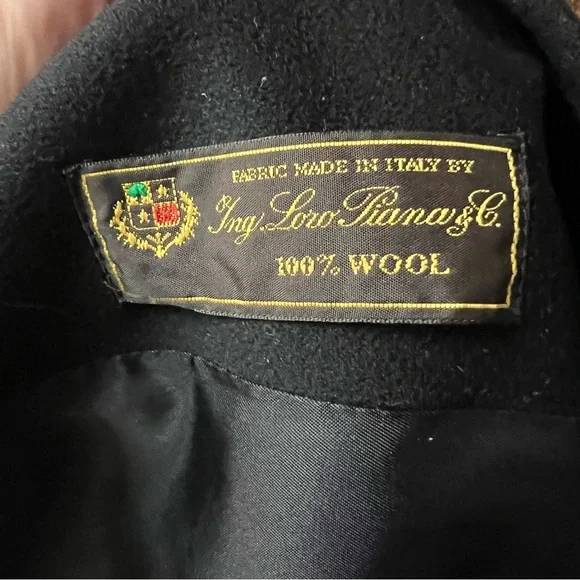 FABRIC MADE IN ITALY BY
Ing. Loro Piana & C.
100% WOOL